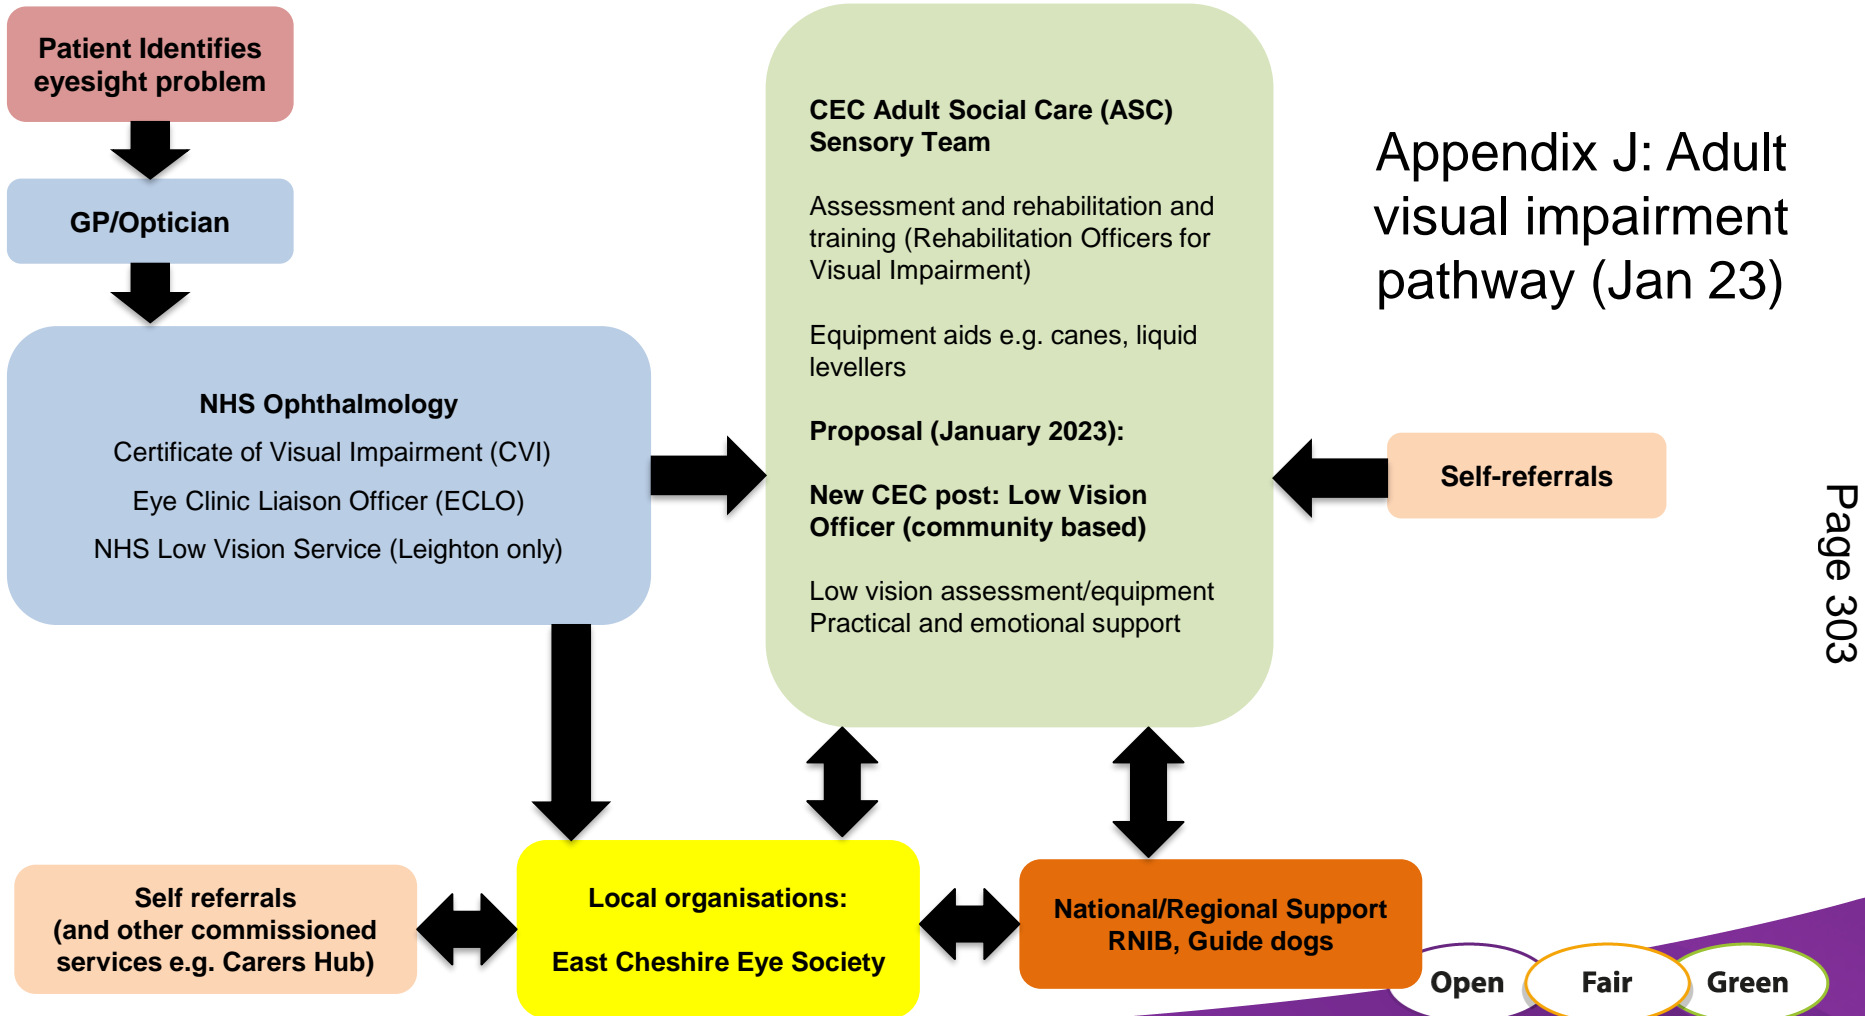 Patient Identifies
eyesight problem
GP/Optician
NHS Ophthalmology
Certificate of Visual Impairment (CVI)
Eye Clinic Liaison Officer (ECLO)
NHS Low Vision Service (Leighton only)
CEC Adult Social Care (ASC)
Sensory Team
Assessment and rehabilitation and
training (Rehabilitation Officers for
Visual Impairment)
Equipment aids e.g. canes, liquid
levellers
Proposal (January 2023):
New CEC post: Low Vision
Officer (community based)
Low vision assessment/equipment
Practical and emotional support
Appendix J: Adult
visual impairment
pathway (Jan 23)
Self-referrals
Page 303
Self referrals
(and other commissioned
services e.g. Carers Hub)
Local organisations:
East Cheshire Eye Society
National/Regional Support
RNIB, Guide dogs
Open
Fair
Green